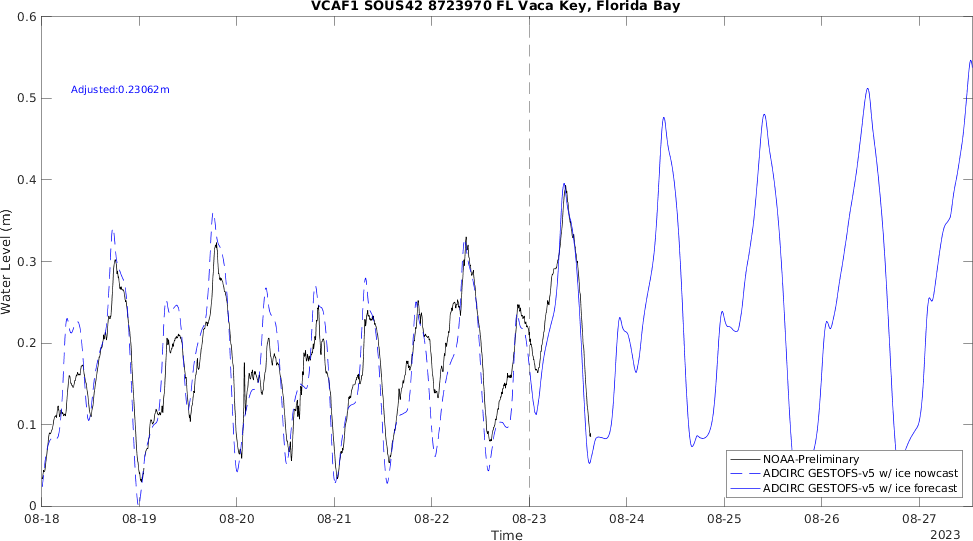 VCAF1 SOUS42 8723970 FL Vaca Key, Florida Bay
0.6
Adjusted:0.23062m
0.5
0.4
0.3
0.2
0.1
0
Water Level (m)
NOAA-Preliminary
ADCIRC GESTOFS-v5 w/ ice nowcast
ADCIRC GESTOFS-v5 w/ ice forecast
08-18 08-19 08-20 08-21 08-22 08-23 08-24 08-25 08-26 08-27
Time
2023